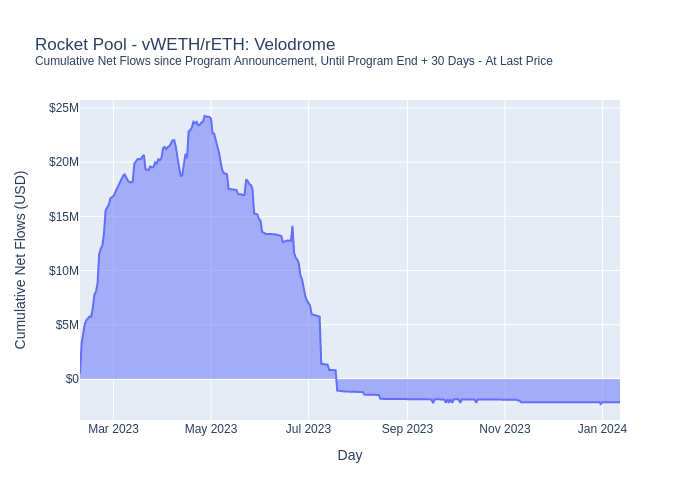 Rocket Pool - vWETH/rETH: Velodrome
Cumulative Net Flows since Program Announcement, Until Program End + 30 Days - At Last Price
Cumulative Net Flows (USD)
$25M
$20M
$15M
$10M
$5M
$0
Mar 2023
May 2023
Jul 2023
Sep 2023
Nov 2023
Jan 2024
Day